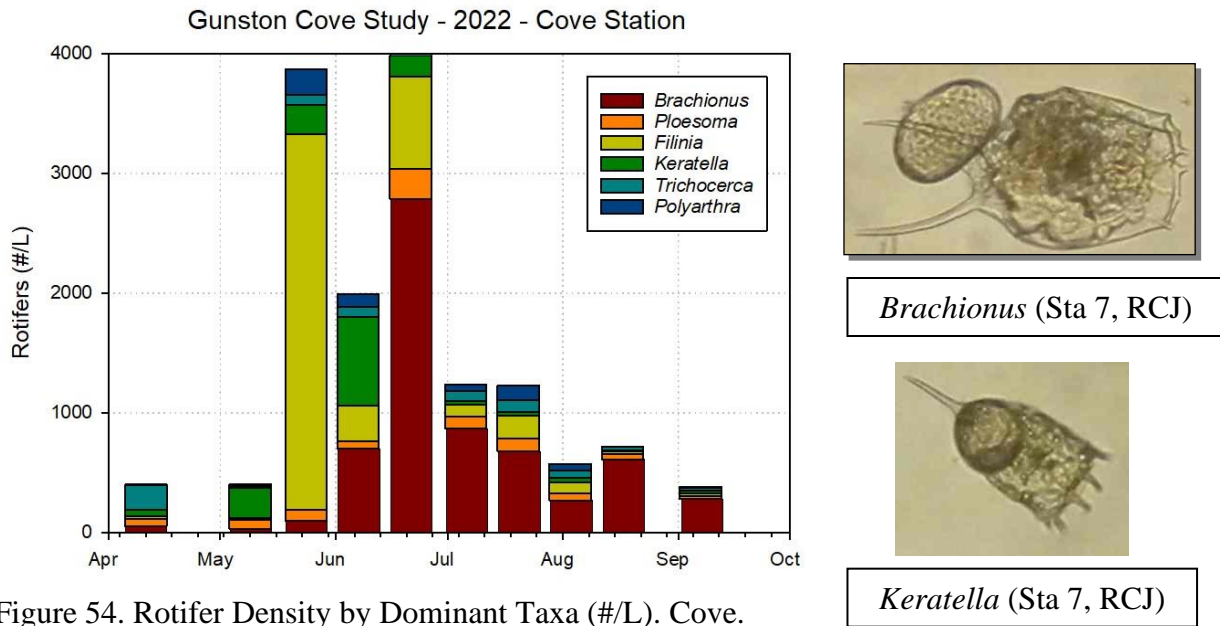 Gunston Cove Study - 2022 - Cove Station
Rotifers (#/L)
4000
3000
2000
1000
0
Apr May Jun Jul Aug Sep Oct
Brachionus
Ploesoma
Filinia
Keratella
Trichocerca
Polyarthra
Brachionus (Sta 7, RCJ)
Keratella (Sta 7, RCJ)
Figure 54. Rotifer Density by Dominant Taxa (#/L). Cove.